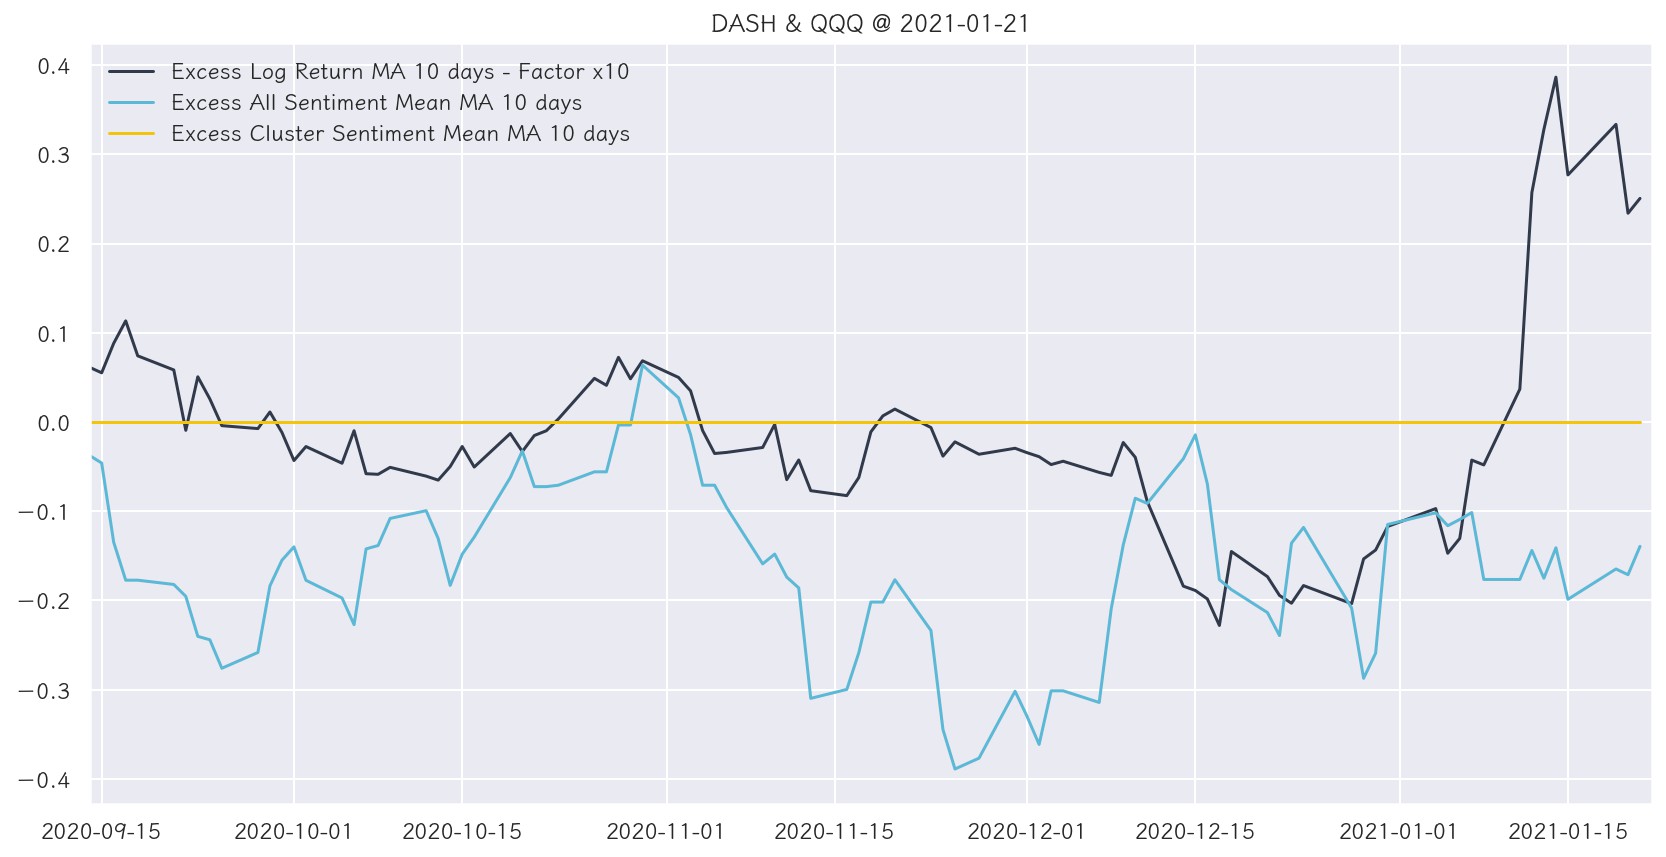 DASH & QQQ @ 2021-01-21
Excess Log Return MA 10 days - Factor x10
Excess All Sentiment Mean MA 10 days
Excess Cluster Sentiment Mean MA 10 days
0.4
0.3
0.2
0.1
0.0
−0.1
−0.2
−0.3
−0.4
2020-09-15 2020-10-01 2020-10-15 2020-11-01 2020-11-15 2020-12-01 2020-12-15 2021-01-01 2021-01-15